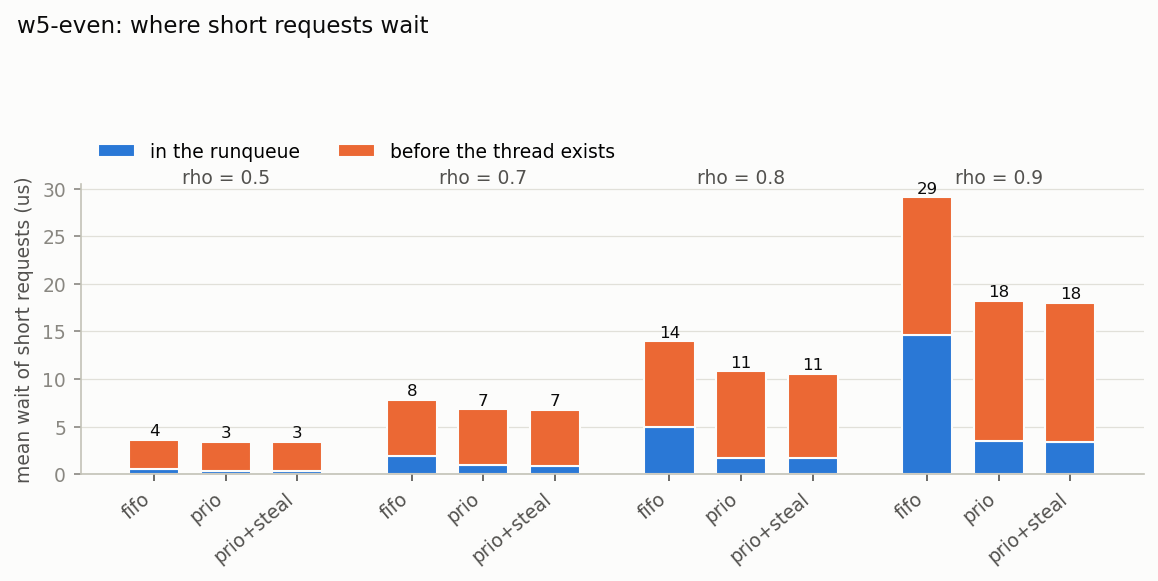 w5-even: where short requests wait
in the runqueue
before the thread exists
rho = 0.5
rho = 0.7
rho = 0.8
rho = 0.9
mean wait of short requests (us)
30
25
20
15
10
5
0
4
3
3
8
7
7
14
11
11
29
18
18
fifo
prio
prio+steal
fifo
prio
prio+steal
fifo
prio
prio+steal
fifo
prio
prio+steal